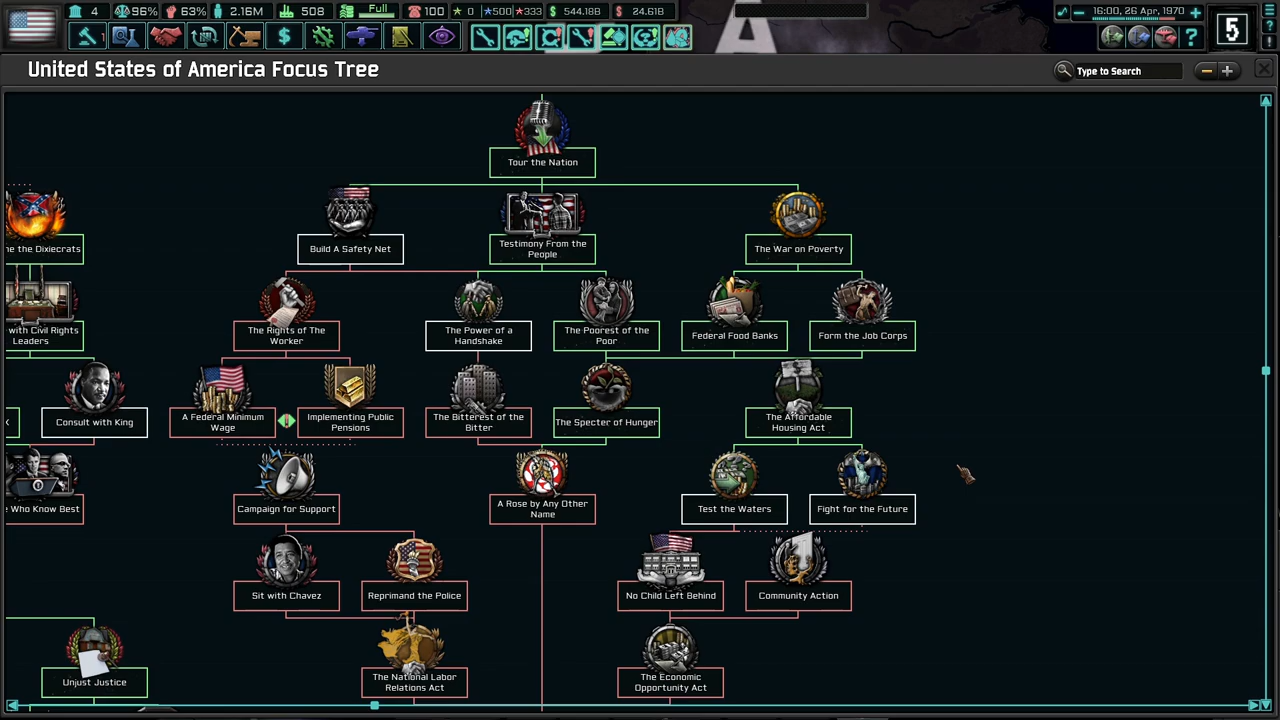 4 96% 63% 2.16M 508 Full 100 0 500 333 $ 544.18B $ 24.61B
16:00, 26 Apr, 1970
5
United States of America Focus Tree
Type to Search
Tour the Nation
ne the Dixiecrats
Build A Safety Net
Testimony From the
People
The War on Poverty
with Civil Rights
Leaders
The Rights of The
Worker
The Power of a
Handshake
The Poorest of the
Poor
Federal Food Banks
Form the Job Corps
Consult with King
A Federal Minimum
Wage
Implementing Public
Pensions
The Bitterest of the
Bitter
The Specter of Hunger
The Affordable
Housing Act
Who Know Best
Campaign for Support
A Rose by Any Other
Name
Test the Waters
Fight for the Future
Sit with Chavez
Reprimand the Police
No Child Left Behind
Community Action
Unjust Justice
The National Labor
Relations Act
The Economic
Opportunity Act